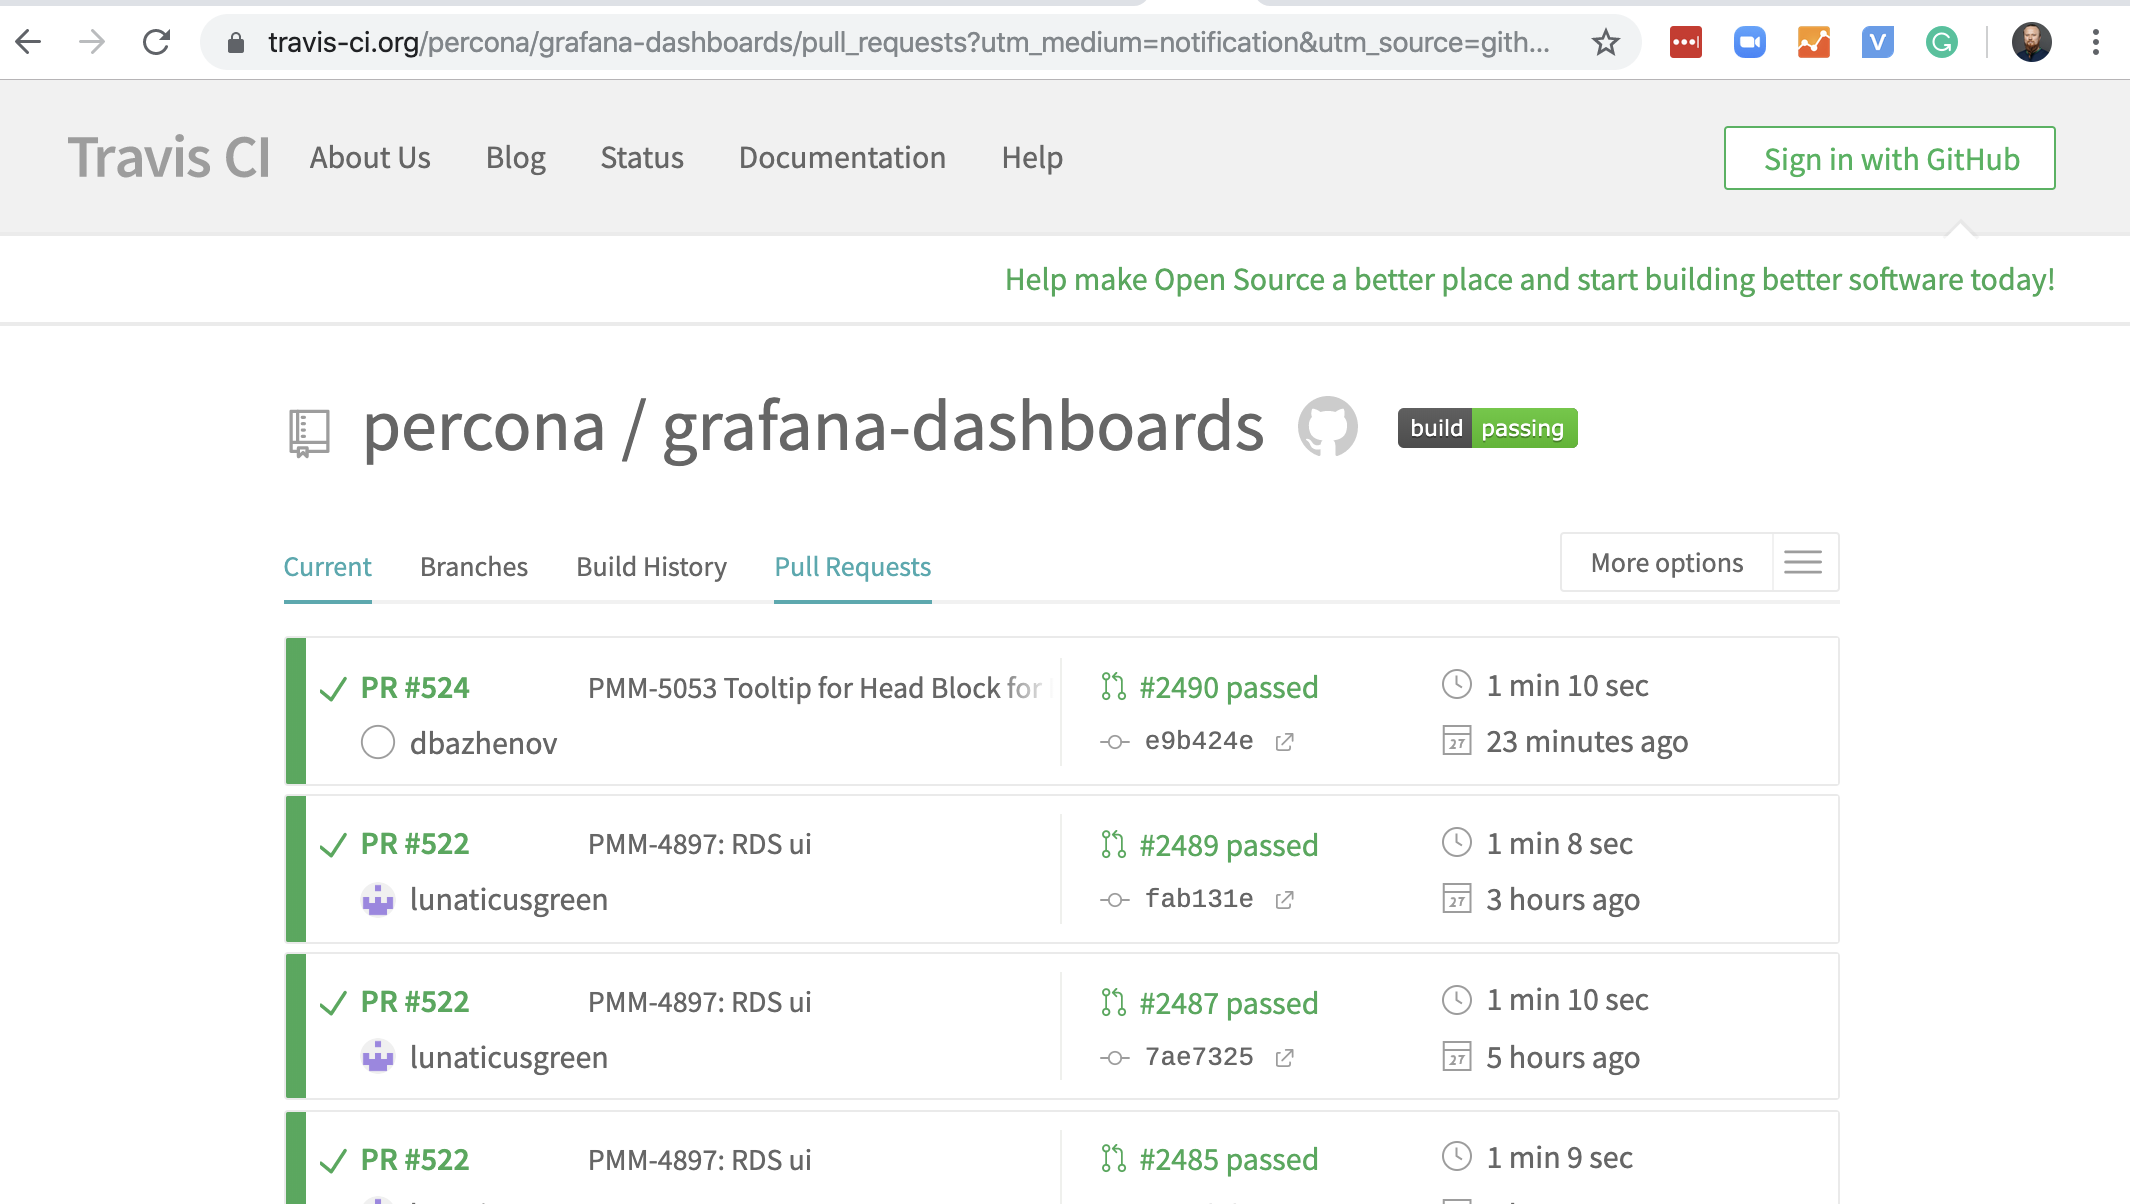 travis-ci.org/percona/grafana-dashboards/pull_requests?utm_medium=notification&utm_source=gith...
V
Travis CI About Us Blog Status Documentation Help Sign in with GitHub
Help make Open Source a better place and start building better software today!
percona / grafana-dashboards build passing
Current Branches Build History Pull Requests More options
PR #524 PMM-5053 Tooltip for Head Block for #2490 passed 1 min 10 sec
dbazhenov e9b424e 27 23 minutes ago
PR #522 PMM-4897: RDS ui #2489 passed 1 min 8 sec
lunaticusgreen fab131e 27 3 hours ago
PR #522 PMM-4897: RDS ui #2487 passed 1 min 10 sec
lunaticusgreen 7ae7325 27 5 hours ago
PR #522 PMM-4897: RDS ui #2485 passed 1 min 9 sec